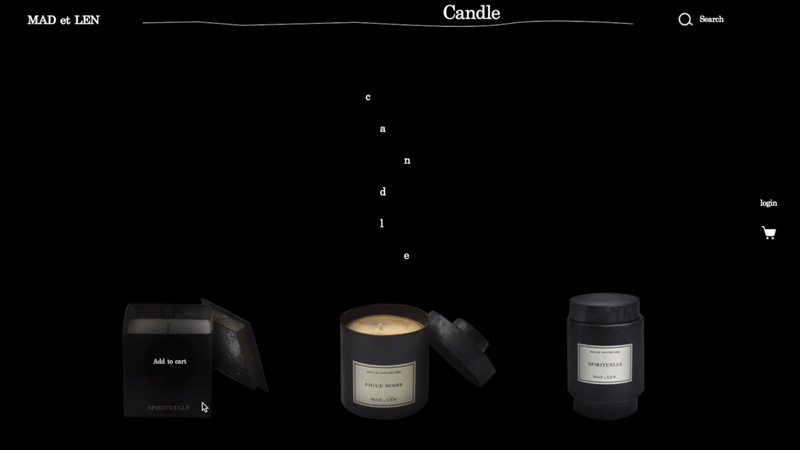 MAD et LEN
Candle
Search
c
a
n
d
l
e
login
Add to cart
SPIRITUELLE
FIGUE NOIRE
MAD et LEN
SPIRITUELLE
MAD et LEN